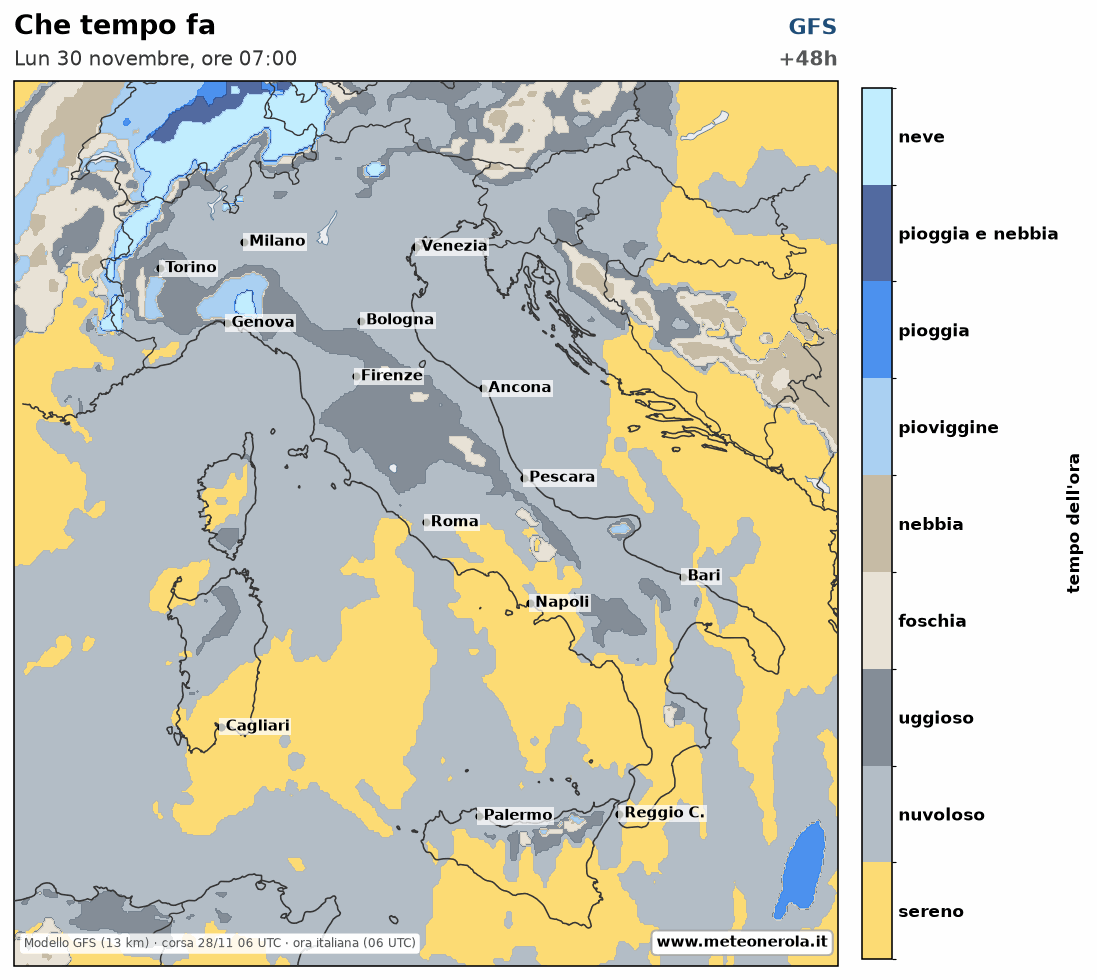 Che tempo fa
GFS
Lun 30 novembre, ore 07:00
+48h
Milano
Venezia
Torino
Genova
Bologna
Firenze
Ancona
Pescara
Roma
Bari
Napoli
Cagliari
Palermo
Reggio C.
Modello GFS (13 km) · corsa 28/11 06 UTC · ora italiana (06 UTC)
www.meteonerola.it
neve
pioggia e nebbia
pioggia
pioviggine
nebbia
foschia
uggioso
nuvoloso
sereno
tempo dell'ora